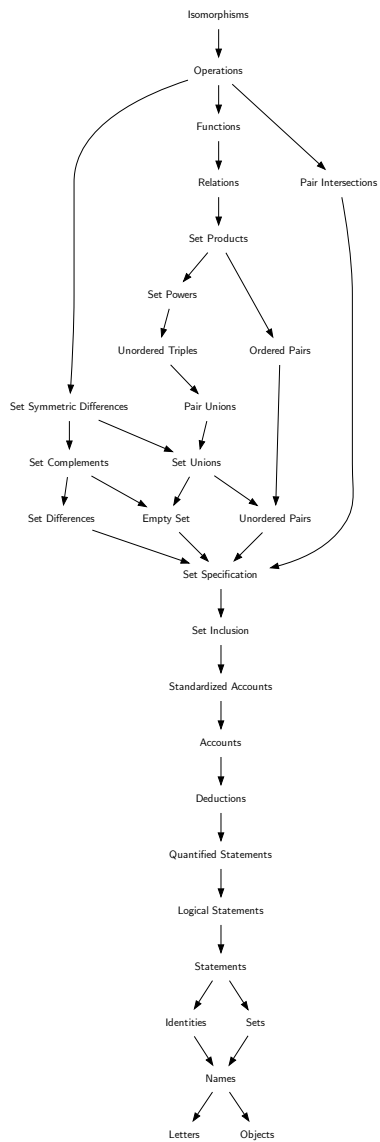 Isomorphisms
Operations
Functions
Relations
Pair Intersections
Set Products
Set Powers
Unordered Triples
Ordered Pairs
Set Symmetric Differences
Pair Unions
Set Complements
Set Unions
Set Differences
Empty Set
Unordered Pairs
Set Specification
Set Inclusion
Standardized Accounts
Accounts
Deductions
Quantified Statements
Logical Statements
Statements
Identities
Sets
Names
Letters
Objects